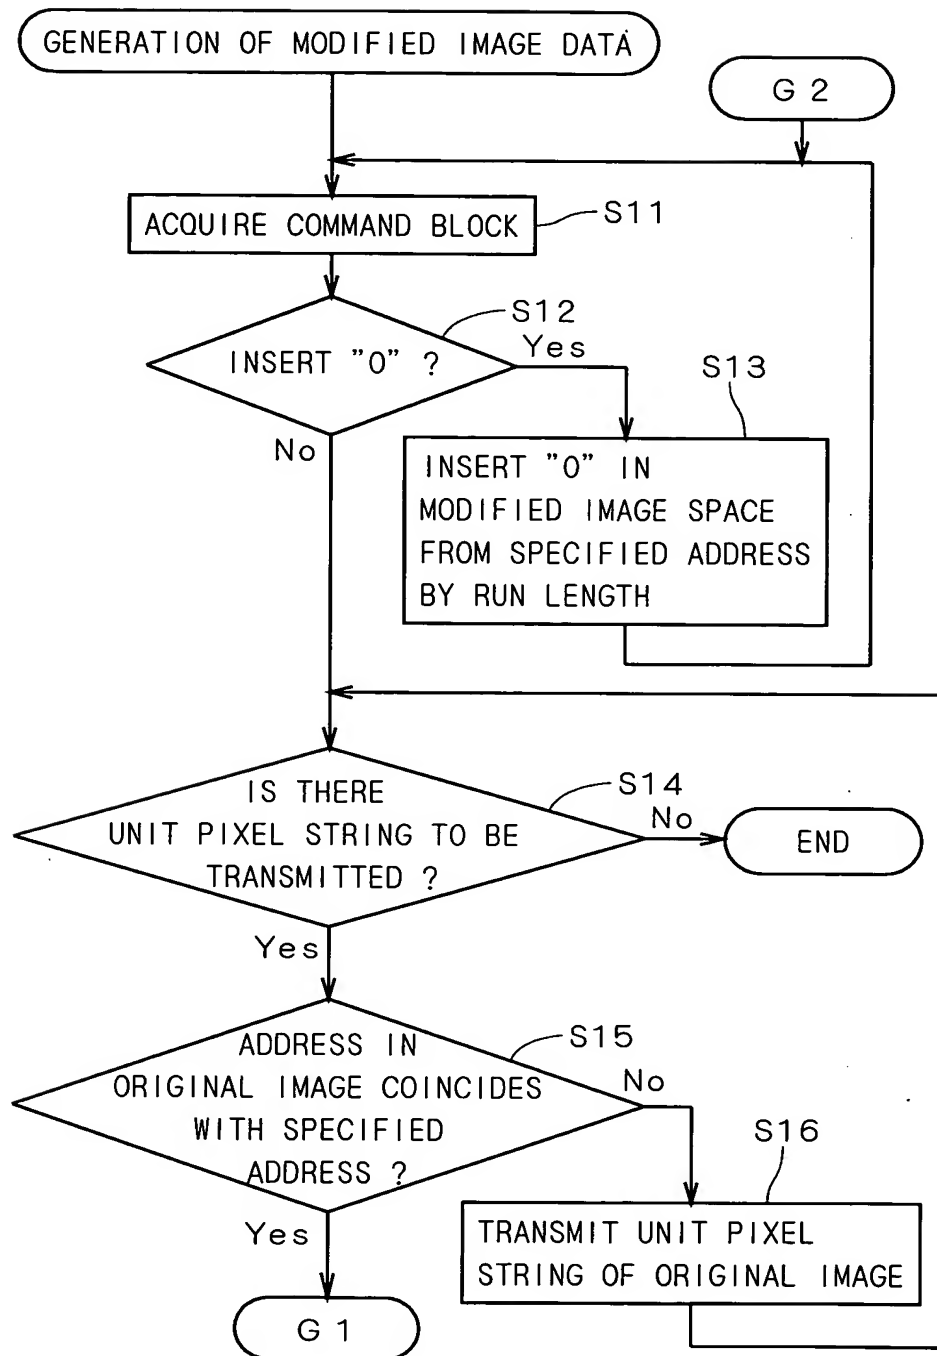 GENERATION OF MODIFIED IMAGE DATA
G 2
ACQUIRE COMMAND BLOCK
S11
S12
INSERT "0" ?
Yes
No
S13
INSERT "0" IN
MODIFIED IMAGE SPACE
FROM SPECIFIED ADDRESS
BY RUN LENGTH
S14
IS THERE
UNIT PIXEL STRING TO BE
TRANSMITTED ?
No
END
Yes
S15
ADDRESS IN
ORIGINAL IMAGE COINCIDES
WITH SPECIFIED
ADDRESS ?
No
Yes
S16
TRANSMIT UNIT PIXEL
STRING OF ORIGINAL IMAGE
G 1